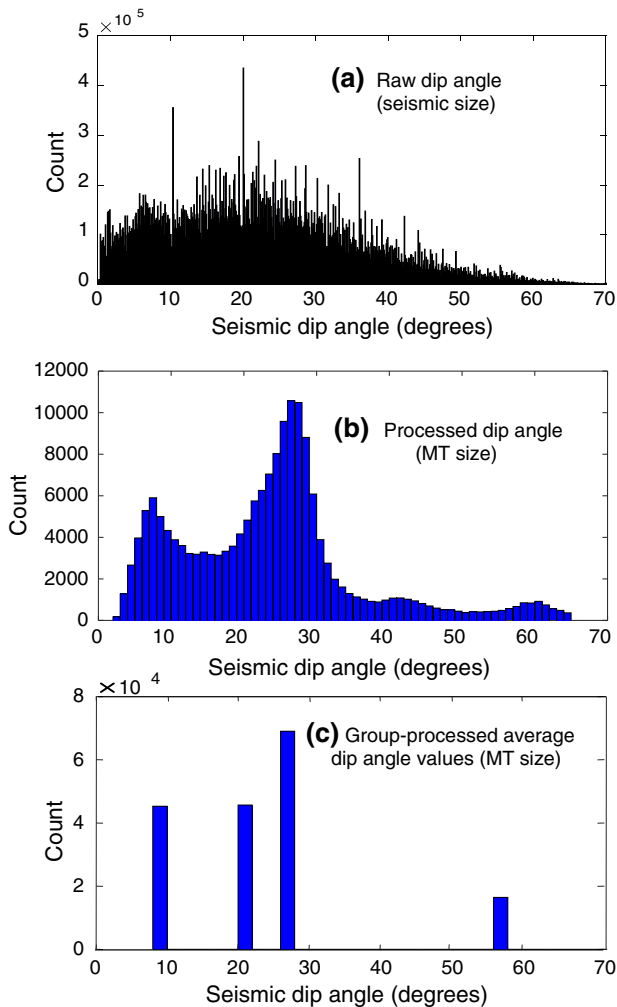 × 10 5
5
4
3
2
1
0
Count
(a) Raw dip angle
(seismic size)
0 10 20 30 40 50 60 70
Seismic dip angle (degrees)
12000
10000
8000
6000
4000
2000
0
Count
(b) Processed dip angle
(MT size)
0 10 20 30 40 50 60 70
Seismic dip angle (degrees)
× 10 4
8
6
4
2
0
Count
(c) Group-processed average
dip angle values (MT size)
0 10 20 30 40 50 60 70
Seismic dip angle (degrees)